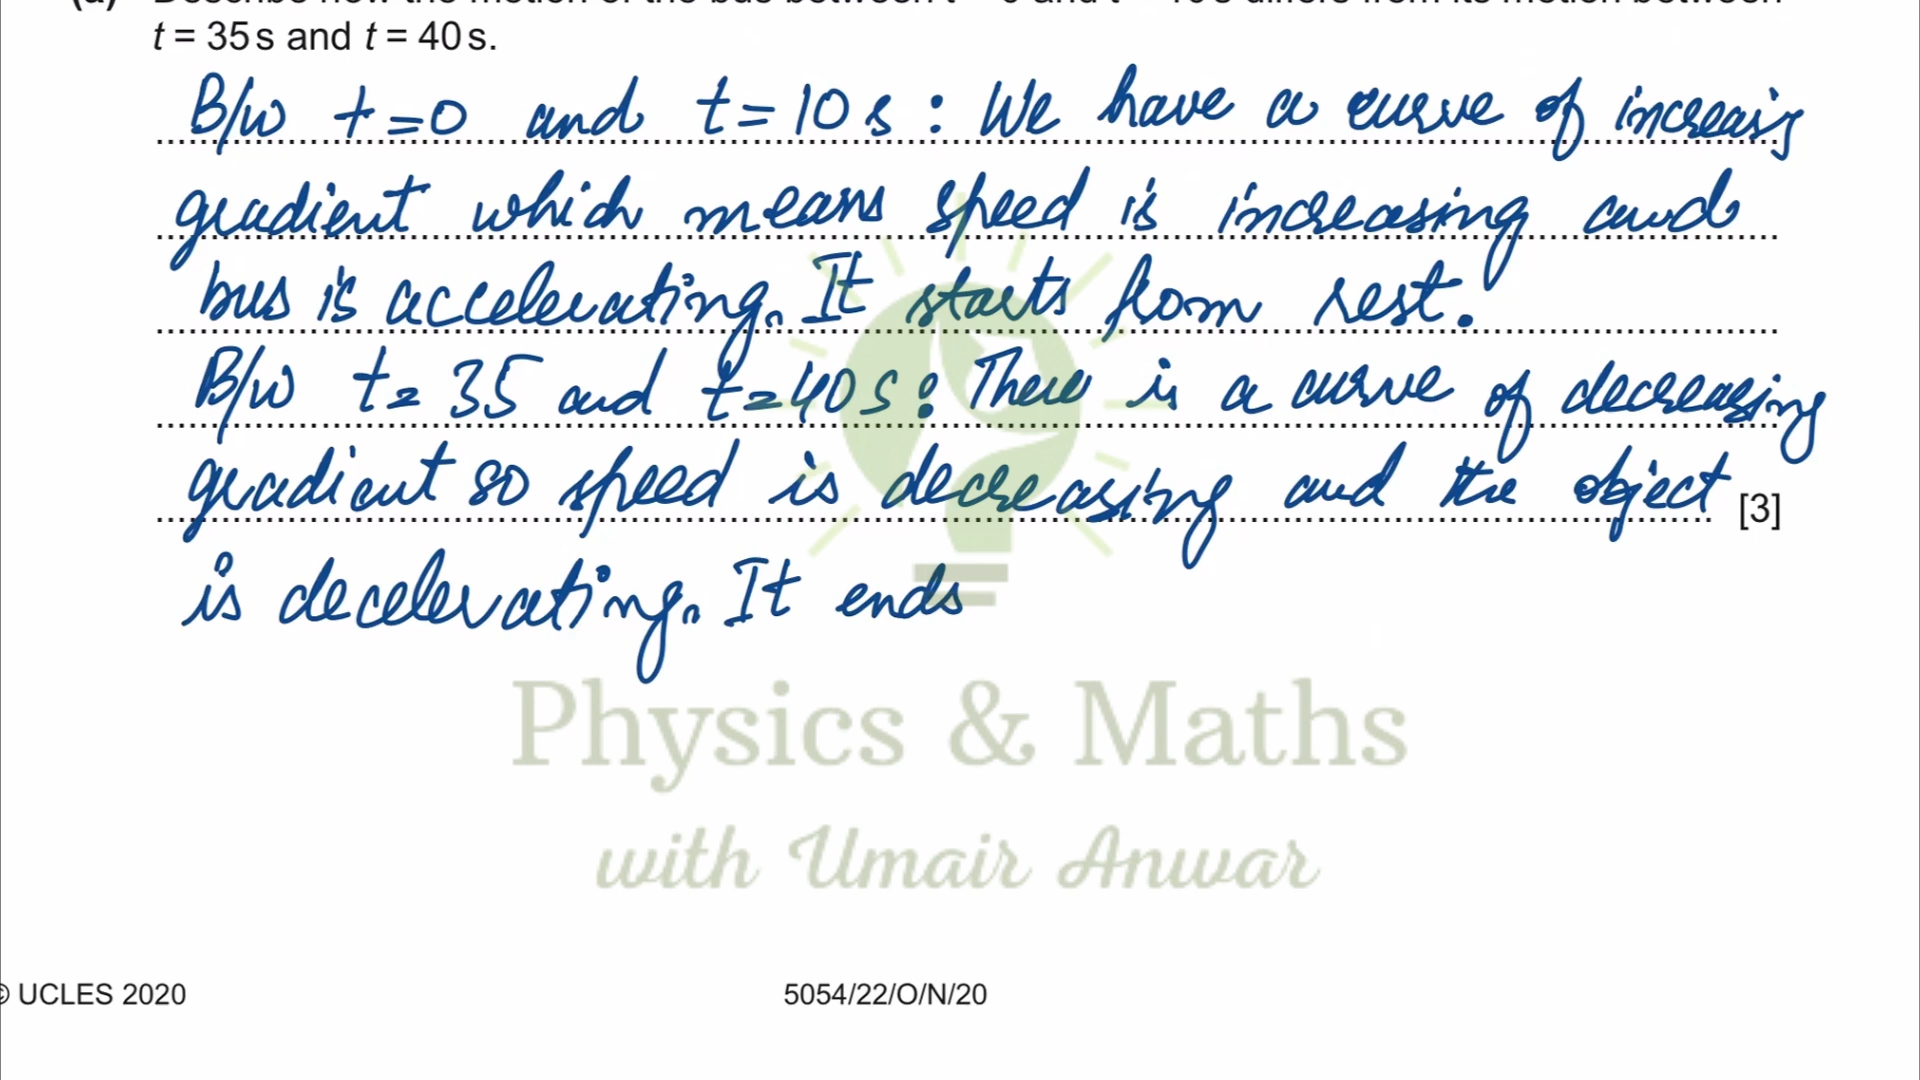 t = 35 s and t = 40 s.
B/w t=0 and t=10 s : We have a curve of increasing
gradient which means speed is increasing and
bus is accelerating. It starts from rest.
B/w t= 35 and t=40 s: There is a curve of decreasing
gradient so speed is decreasing and the object [3]
is decelerating. It ends
Physics & Maths
with Umair Anwar
© UCLES 2020 5054/22/O/N/20